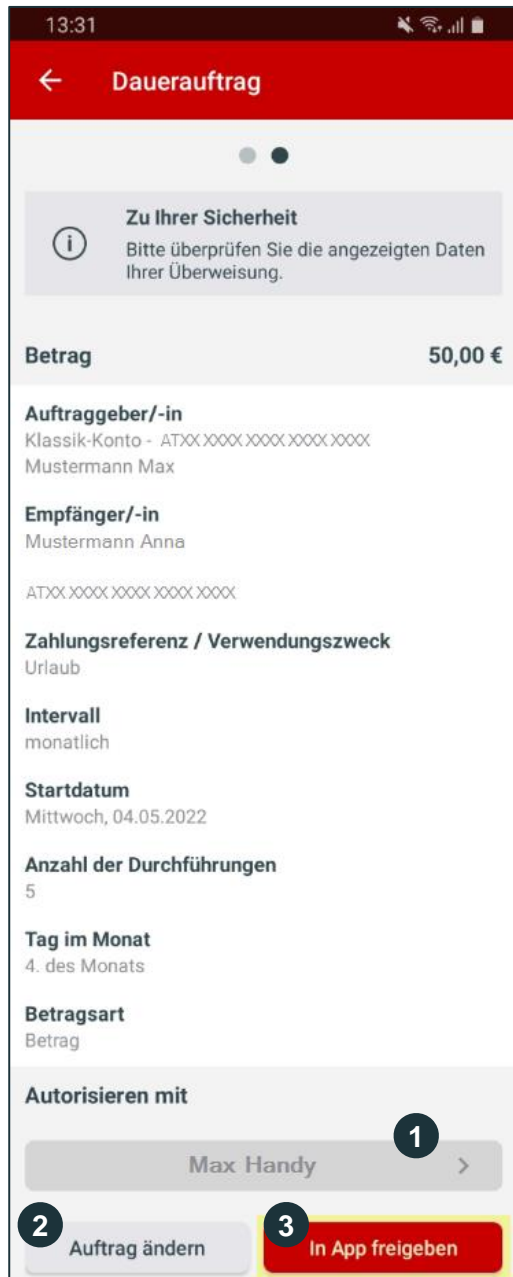 13:31
Dauerauftrag
Zu Ihrer Sicherheit
Bitte überprüfen Sie die angezeigten Daten
Ihrer Überweisung.
Betrag 50,00 €
Auftraggeber/-in
Klassik-Konto - ATXX XXXX XXXX XXXX XXXX
Mustermann Max
Empfänger/-in
Mustermann Anna
ATXX XXXX XXXX XXXX XXXX
Zahlungsreferenz / Verwendungszweck
Urlaub
Intervall
monatlich
Startdatum
Mittwoch, 04.05.2022
Anzahl der Durchführungen
5
Tag im Monat
4. des Monats
Betragsart
Betrag
Autorisieren mit
1
Max Handy
2
3
Auftrag ändern
In App freigeben